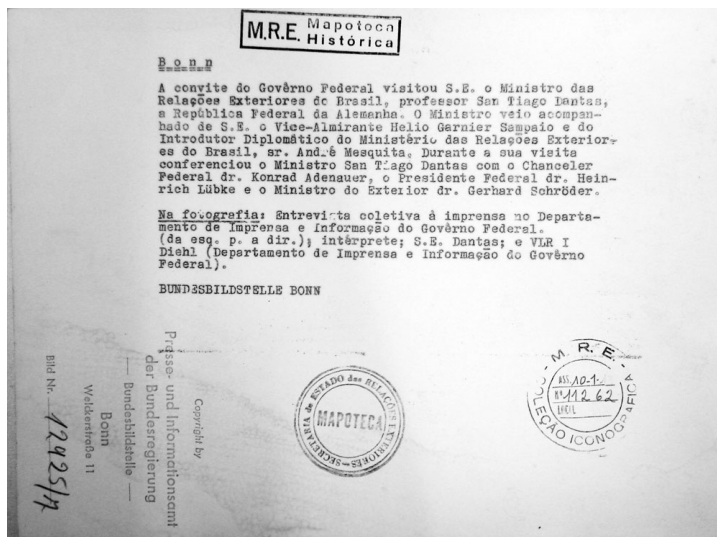 M.R.E. Mapoteca
Histórica
Bonn
A convite do Govêrno Federal visitou S.E. o Ministro das
Relações Exteriores do Brasil, professor San Tiago Dantas,
a República Federal da Alemanha. O Ministro veio acompan-
hado de S.E. o Vice-Almirante Helio Garnier Sampaio e do
Introdutor Diplomático do Ministério das Relações Exterior-
es do Brasil, sr. André Mesquita. Durante a sua visita
conferenciou o Ministro San Tiago Dantas com o Chanceler
Federal dr. Konrad Adenauer, o Presidente Federal dr. Hein-
rich Lübke e o Ministro do Exterior dr. Gerhard Schröder.
Na fotografia: Entrevista coletiva à imprensa no Departa-
mento de Imprensa e Informação do Govêrno Federal.
(da esq. p. a dir.); intérprete; S.E. Dantas; e VLR I
Diehl (Departamento de Imprensa e Informação do Govêrno
Federal).
BUNDESBILDSTELLE BONN
Copyright by
Presse- und Informationsamt
der Bundesregierung
— Bundesbildstelle —
Bonn
Welckerstraße 11
Bild Nr. 12425/7
SECRETARIA de ESTADO das RELAÇÕES EXTERIORES
MAPOTECA
M. R. E.
ASS. 10-1-
Nº 112 62
LOCAL
COLEÇÃO ICONOGRAFICA